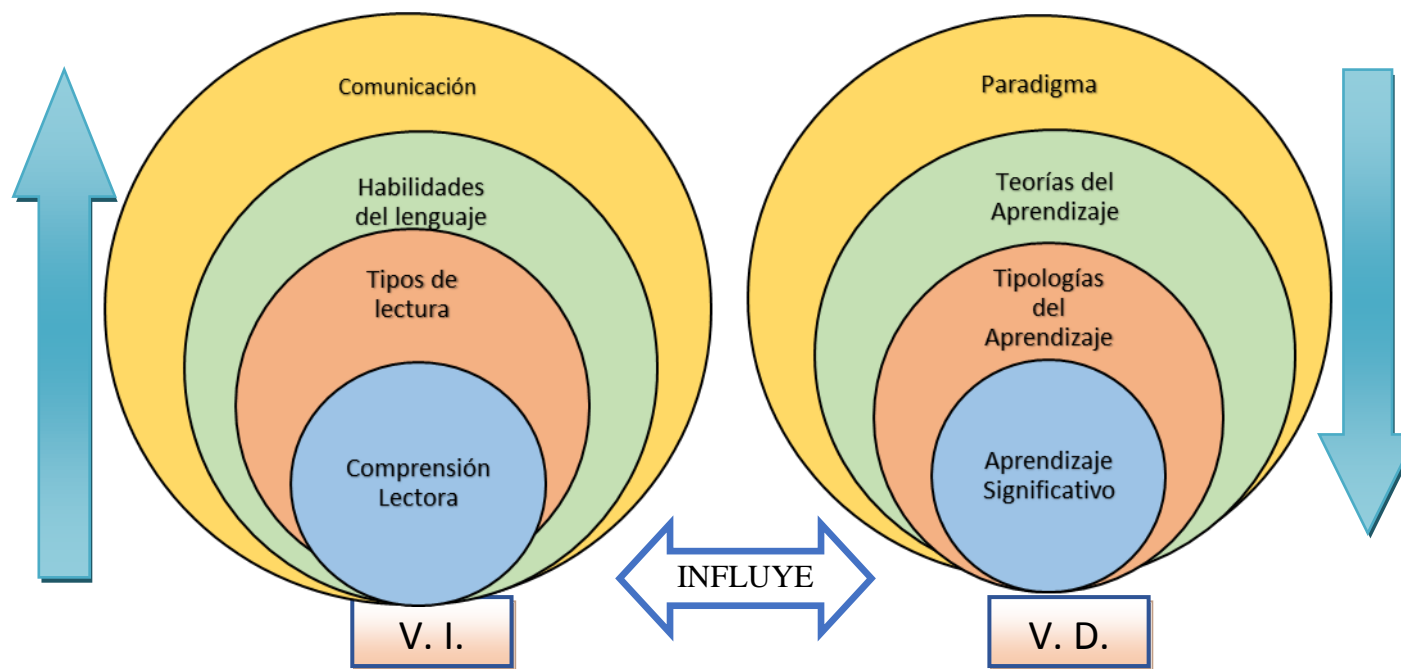 Comunicación
Habilidades
del lenguaje
Tipos de
lectura
Comprensión
Lectora
V. I.
INFLUYE
Paradigma
Teorías del
Aprendizaje
Tipologías
del
Aprendizaje
Aprendizaje
Significativo
V. D.